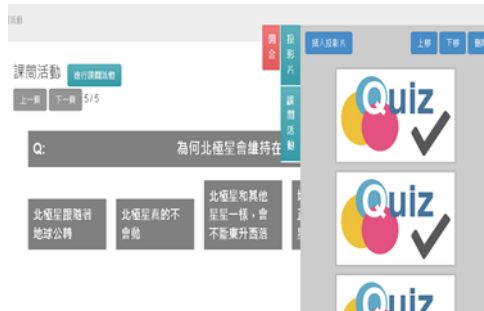 活動
開合
投影片
插入投影片
上移
下移
刪除
課間活動
進行課間活動
上一頁
下一頁
5/5
課間活動
Q:
為何北極星會維持在
北極星跟隨著
地球公轉
北極星真的不
會動
北極星和其他
星星一樣,會
不斷東升西落
Quiz
Quiz
Quiz